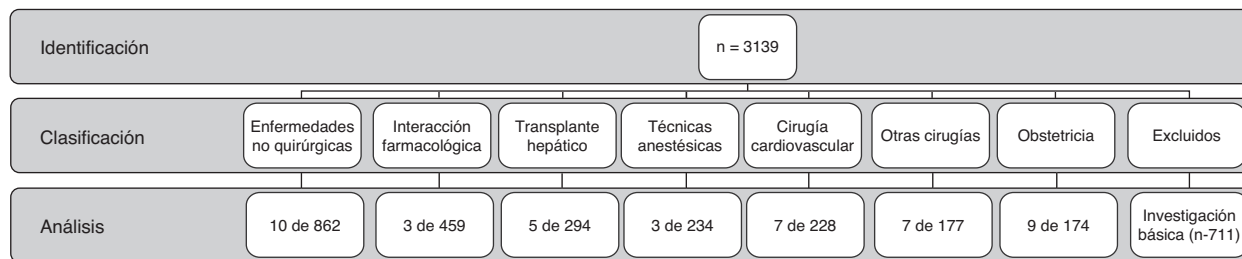 Identificación
n = 3139
Clasificación
Enfermedades
no quirúrgicas
Interacción
farmacológica
Transplante
hepático
Técnicas
anestésicas
Cirugía
cardiovascular
Otras cirugías
Obstetricia
Excluidos
Análisis
10 de 862
3 de 459
5 de 294
3 de 234
7 de 228
7 de 177
9 de 174
Investigación
básica (n-711)